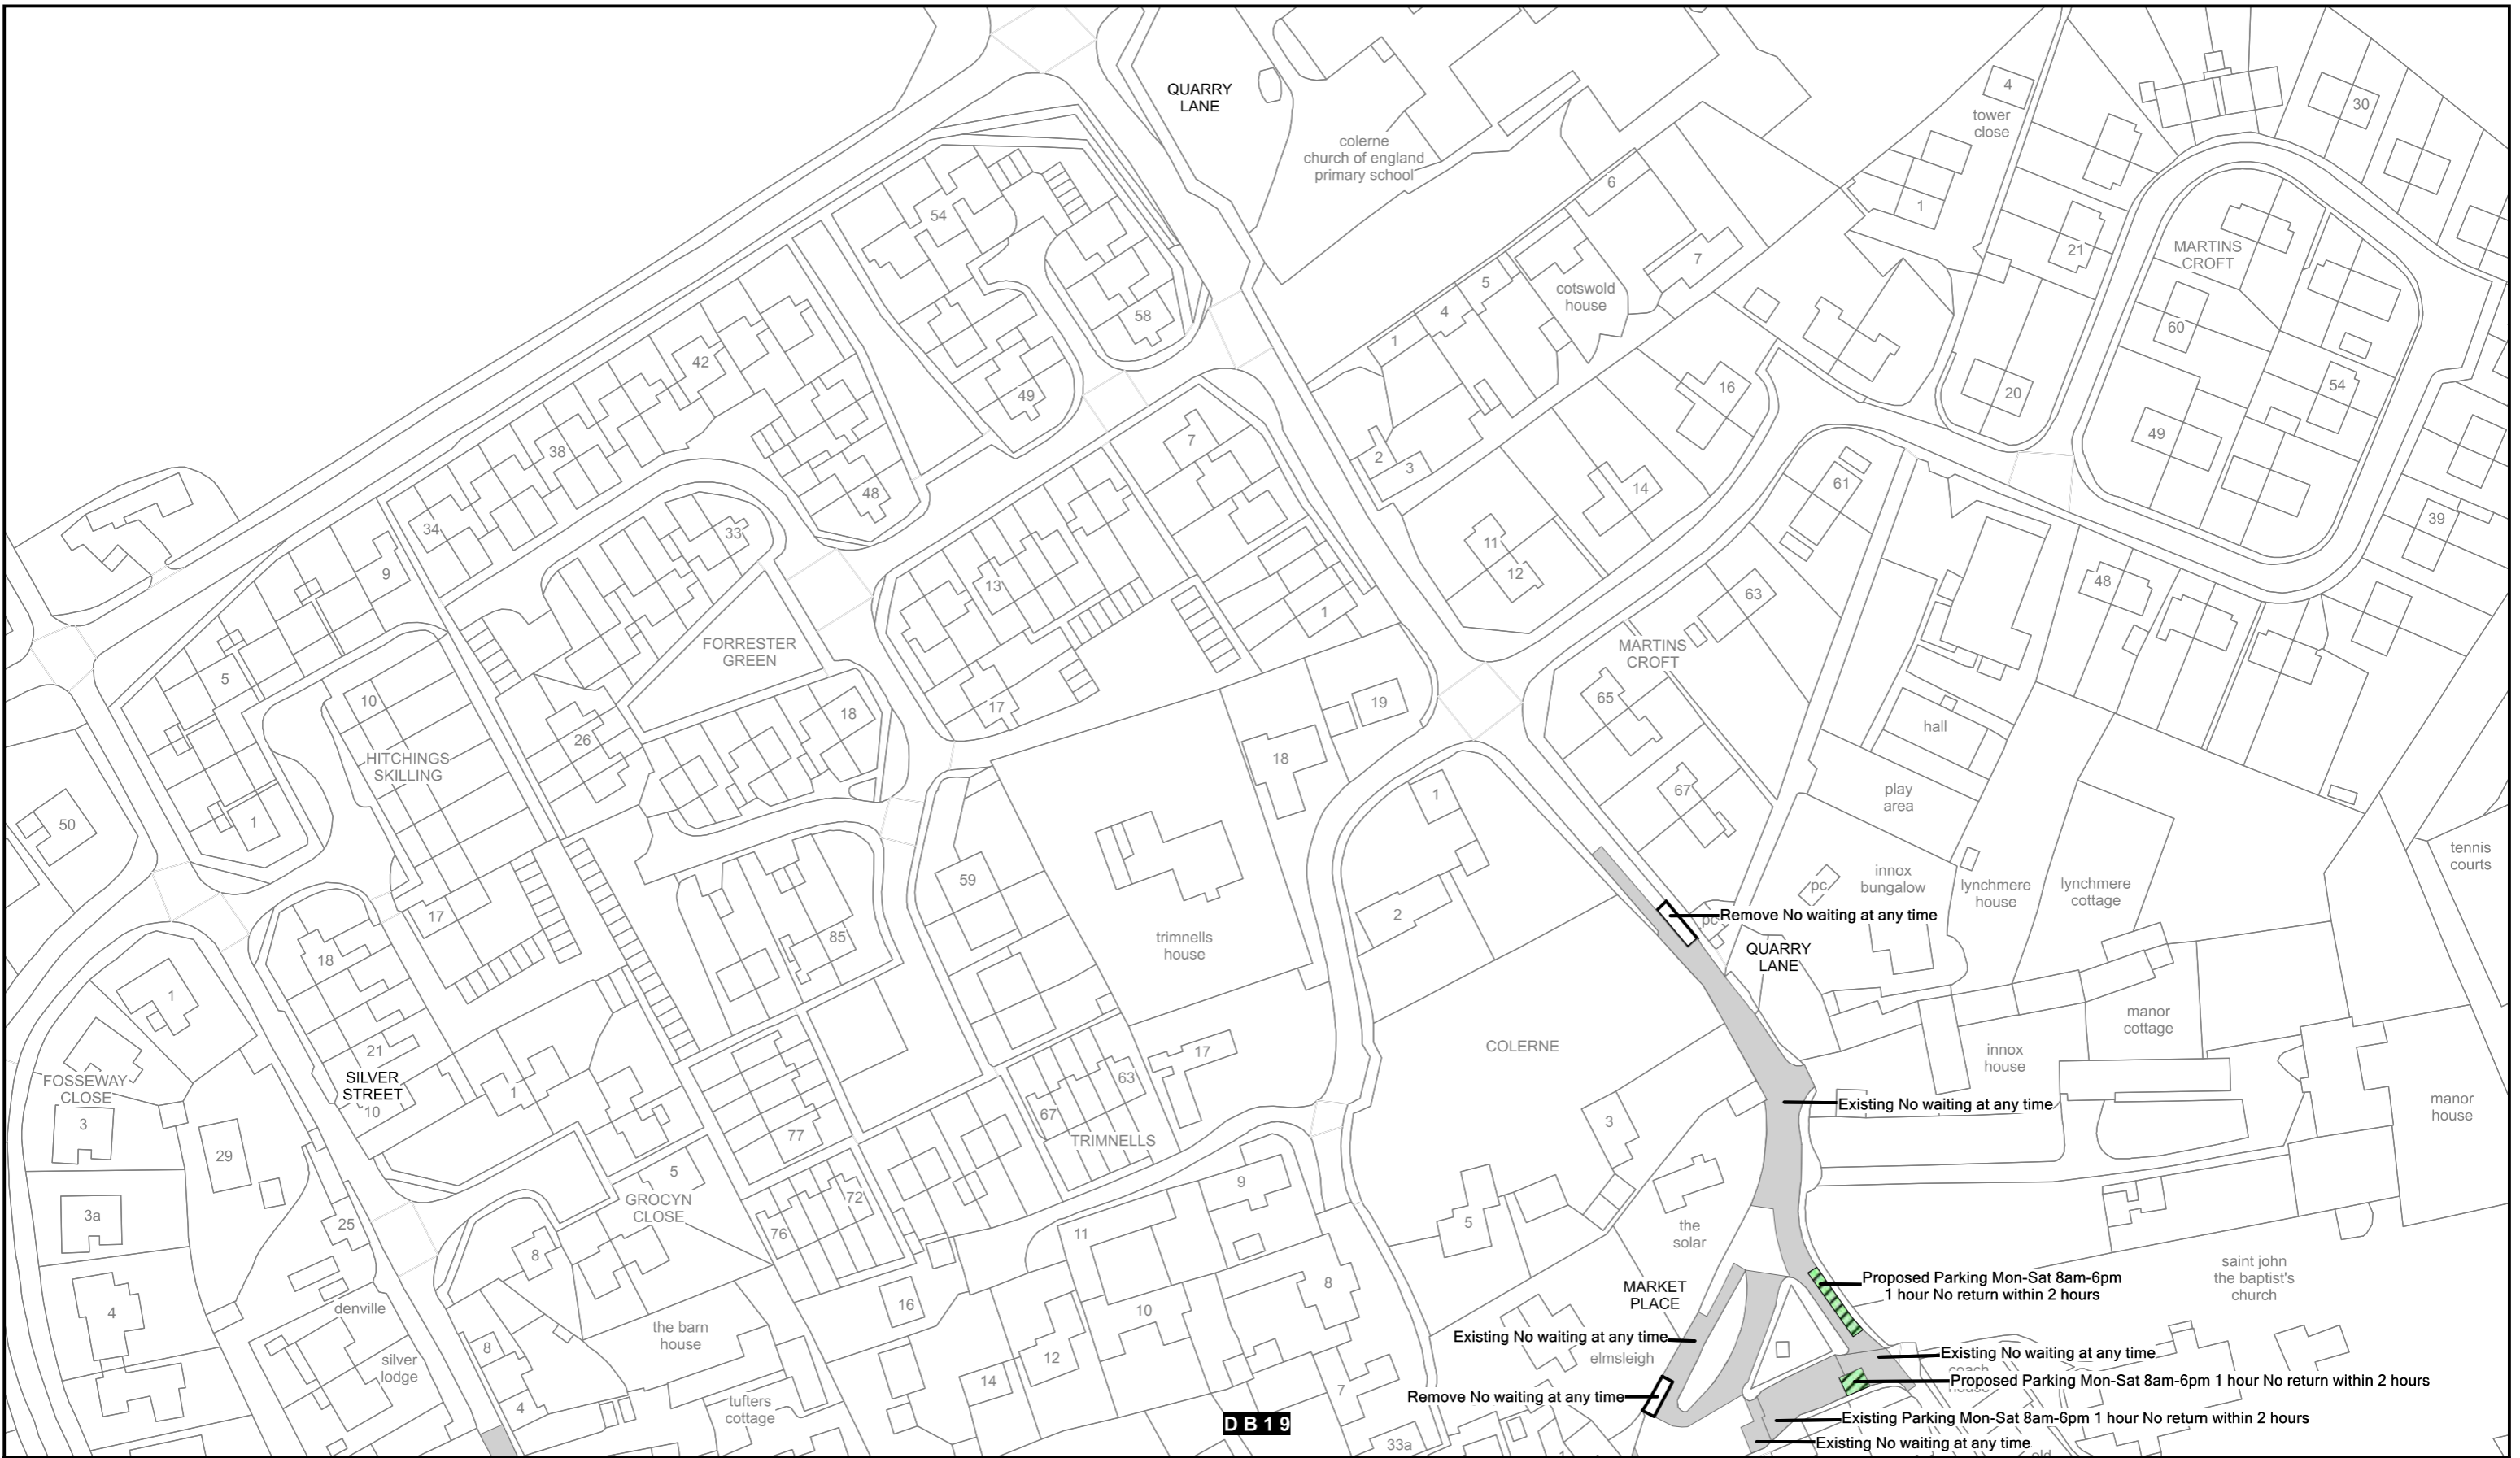 QUARRY
LANE
colerne
church of england
primary school
4
tower
close
30
6
1
54
7
21
MARTINS
CROFT
5
cotswold
house
4
58
60
1
42
49
16
54
20
7
49
38
2
3
61
48
14
34
33
39
11
9
12
13
48
63
1
FORRESTER
GREEN
MARTINS
CROFT
5
10
65
17
19
18
26
hall
HITCHINGS
SKILLING
18
67
1
play
area
50
1
tennis
courts
59
innox
bungalow
pc
lynchmere
house
lynchmere
cottage
17
2
pc
Remove No waiting at any time
85
trimnells
house
QUARRY
LANE
18
1
manor
cottage
21
COLERNE
17
innox
house
FOSSEWAY
CLOSE
SILVER
STREET
10
1
63
Existing No waiting at any time
manor
house
3
67
3
77
TRIMNELLS
29
5
9
GROCYN
CLOSE
72
3a
25
76
11
5
the
solar
8
saint john
the baptist's
church
Proposed Parking Mon-Sat 8am-6pm
1 hour No return within 2 hours
8
MARKET
PLACE
4
denville
16
10
the barn
house
Existing No waiting at any time
8
elmsleigh
Existing No waiting at any time
silver
lodge
12
coach
house
14
7
Proposed Parking Mon-Sat 8am-6pm 1 hour No return within 2 hours
Remove No waiting at any time
4
tufters
cottage
DB19
Existing Parking Mon-Sat 8am-6pm 1 hour No return within 2 hours
33a
1
Existing No waiting at any time
old